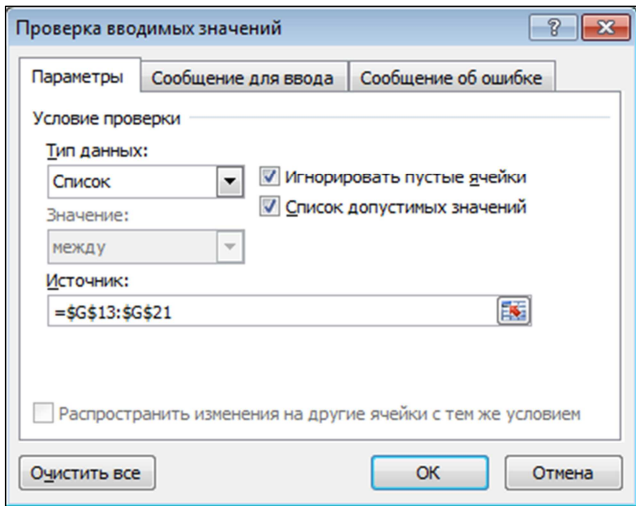 Проверка вводимых значений
Параметры Сообщение для ввода Сообщение об ошибке
Условие проверки
Тип данных:
Список Игнорировать пустые ячейки
Значение: Список допустимых значений
между
Источник:
=$G$13:$G$21
Распространить изменения на другие ячейки с тем же условием
Очистить все ОК Отмена